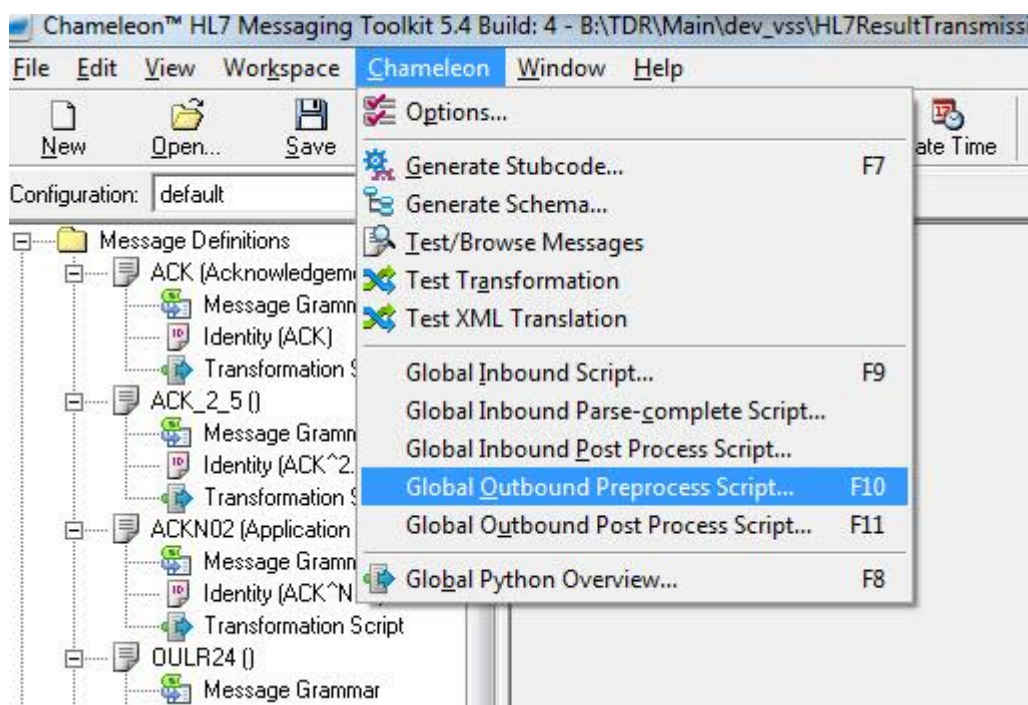 Chameleon™ HL7 Messaging Toolkit 5.4 Build: 4 - B:\TDR\Main\dev_vss\HL7ResultTransmiss
File Edit View Workspace Chameleon Window Help
New Open... Save ate Time
Configuration: default
Options...
Generate Stubcode... F7
Generate Schema...
Test/Browse Messages
Test Transformation
Test XML Translation
Global Inbound Script... F9
Global Inbound Parse-complete Script...
Global Inbound Post Process Script...
Global Outbound Preprocess Script... F10
Global Outbound Post Process Script... F11
Global Python Overview... F8
Message Definitions
ACK (Acknowledgem
Message Gramm
Identity (ACK)
Transformation S
ACK_2_5 ()
Message Gramm
Identity (ACK^2.
Transformation S
ACKN02 (Application
Message Gramm
Identity (ACK^N
Transformation Script
OULR24 ()
Message Grammar